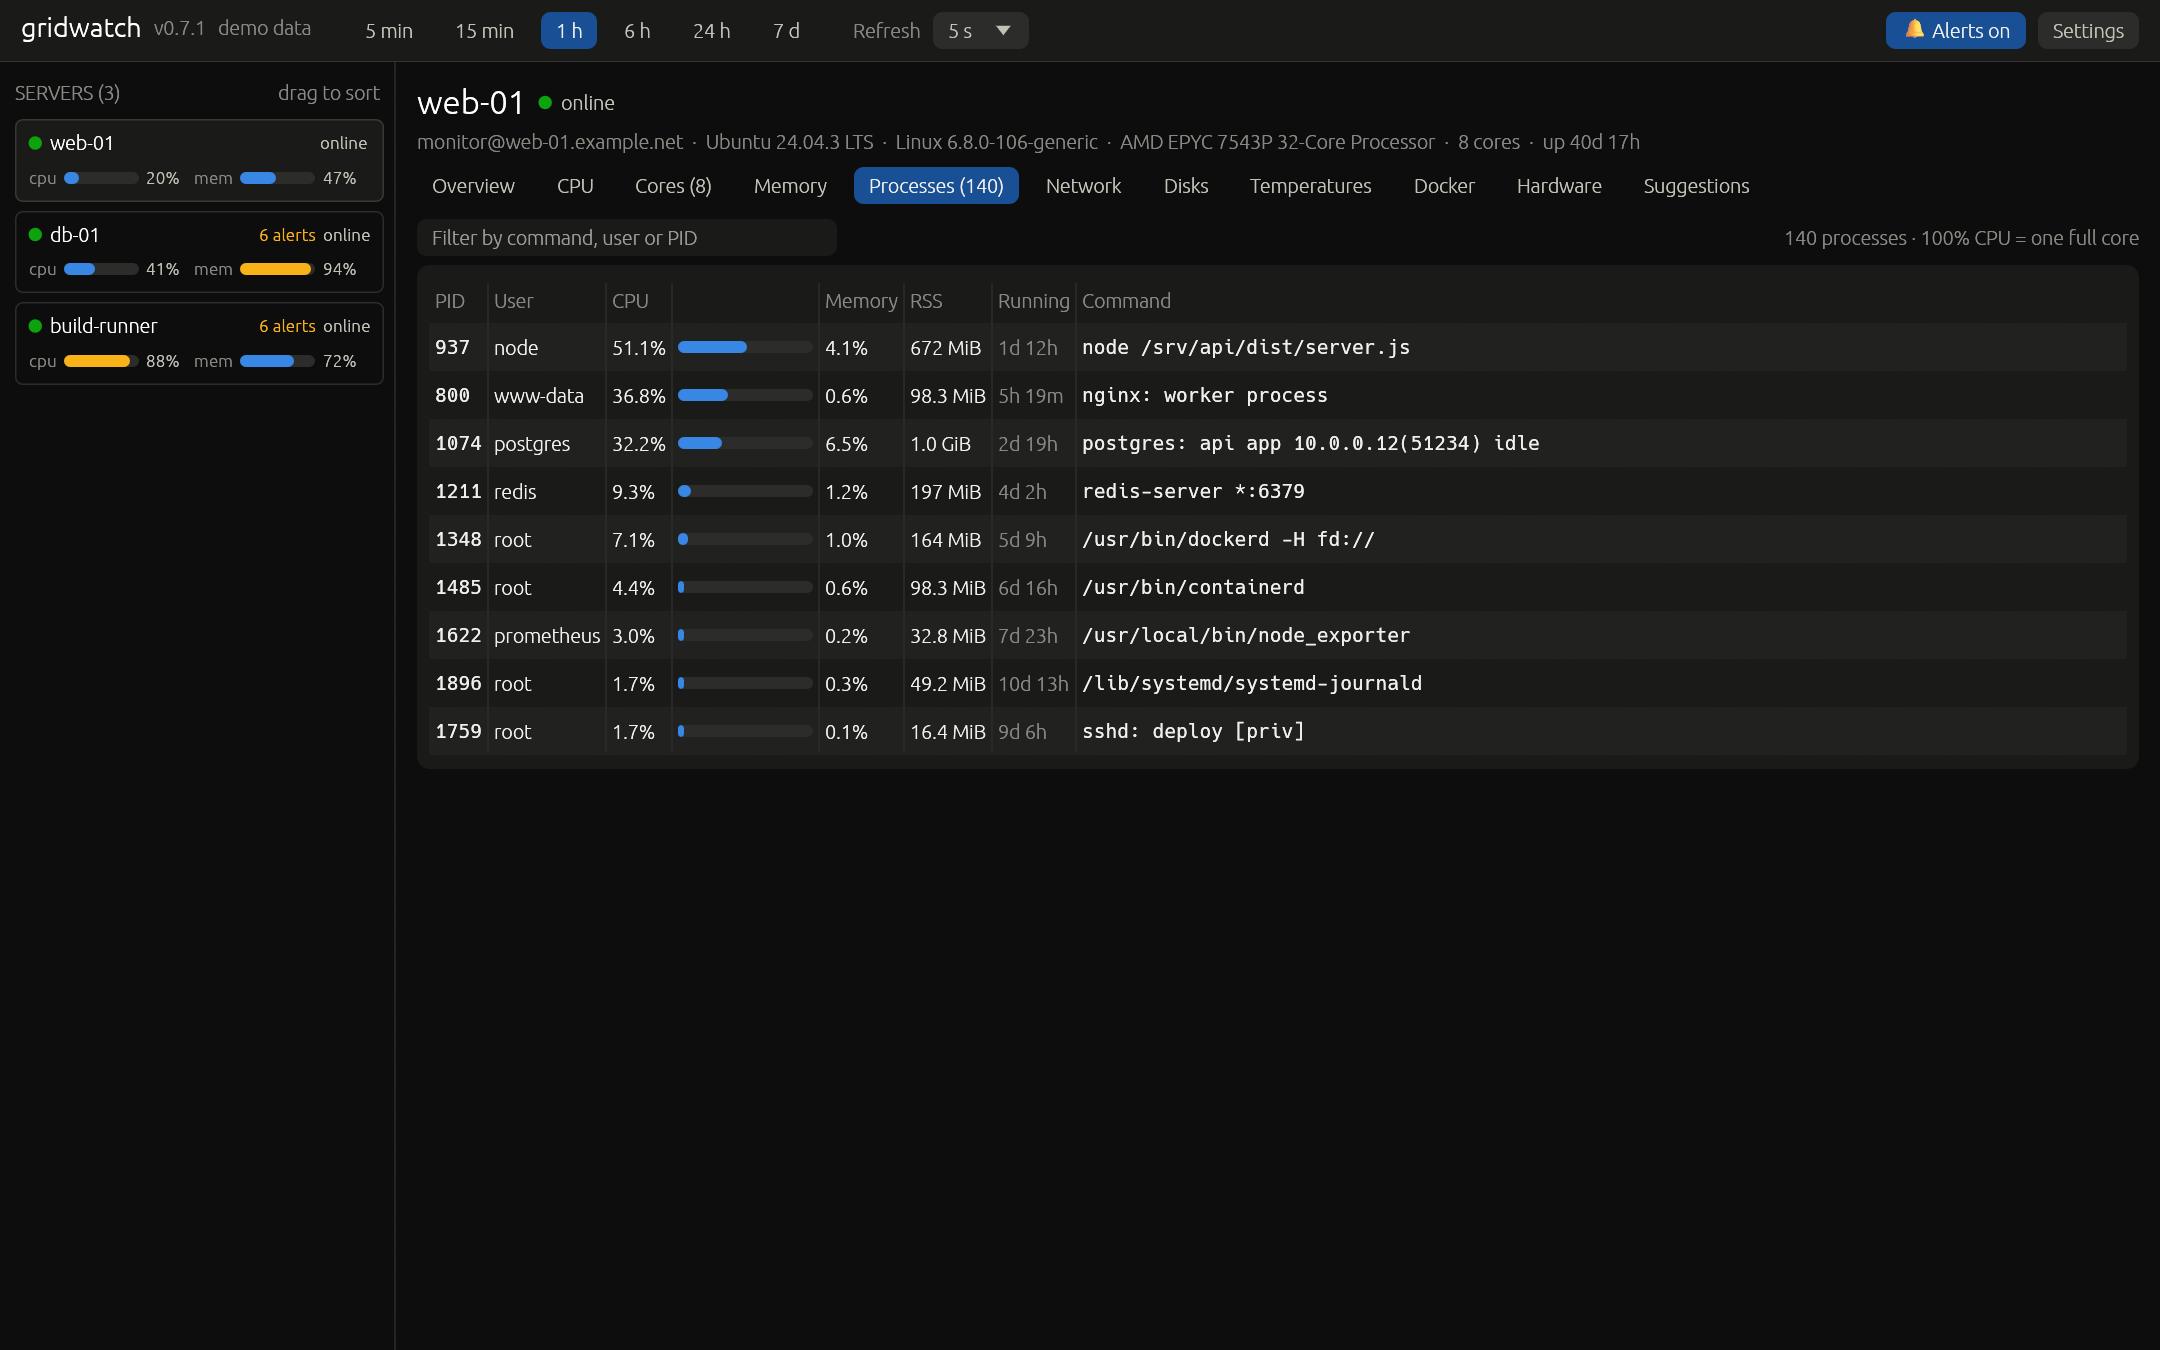 gridwatch v0.7.1 demo data 5 min 15 min 1 h 6 h 24 h 7 d Refresh 5 s Alerts on Settings
SERVERS (3) drag to sort
web-01 online
cpu 20% mem 47%
db-01 6 alerts online
cpu 41% mem 94%
build-runner 6 alerts online
cpu 88% mem 72%
web-01 online
monitor@web-01.example.net · Ubuntu 24.04.3 LTS · Linux 6.8.0-106-generic · AMD EPYC 7543P 32-Core Processor · 8 cores · up 40d 17h
Overview CPU Cores (8) Memory Processes (140) Network Disks Temperatures Docker Hardware Suggestions
Filter by command, user or PID 140 processes · 100% CPU = one full core
PID User CPU Memory RSS Running Command
937 node 51.1% 4.1% 672 MiB 1d 12h node /srv/api/dist/server.js
800 www-data 36.8% 0.6% 98.3 MiB 5h 19m nginx: worker process
1074 postgres 32.2% 6.5% 1.0 GiB 2d 19h postgres: api app 10.0.0.12(51234) idle
1211 redis 9.3% 1.2% 197 MiB 4d 2h redis-server *:6379
1348 root 7.1% 1.0% 164 MiB 5d 9h /usr/bin/dockerd -H fd://
1485 root 4.4% 0.6% 98.3 MiB 6d 16h /usr/bin/containerd
1622 prometheus 3.0% 0.2% 32.8 MiB 7d 23h /usr/local/bin/node_exporter
1896 root 1.7% 0.3% 49.2 MiB 10d 13h /lib/systemd/systemd-journald
1759 root 1.7% 0.1% 16.4 MiB 9d 6h sshd: deploy [priv]